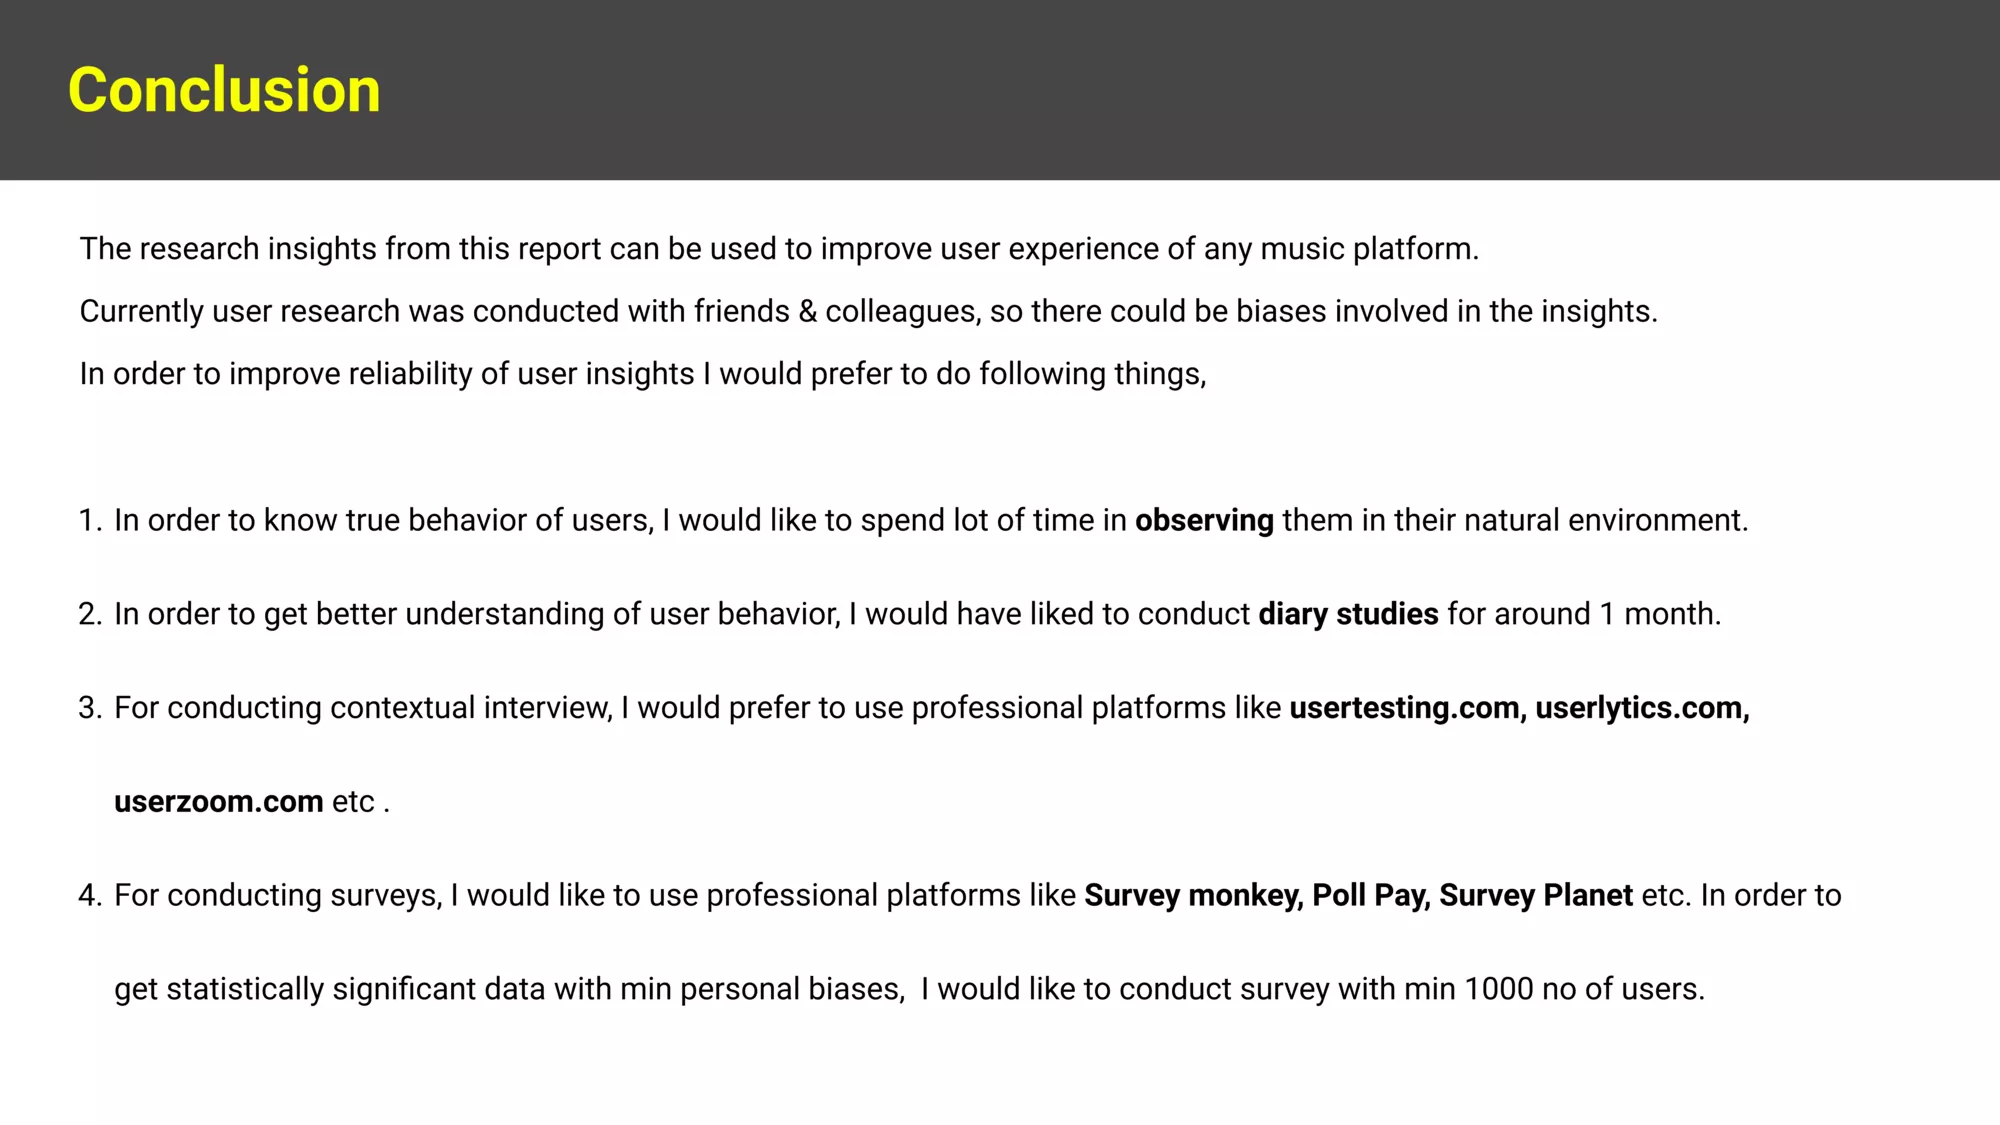 Conclusion
The research insights from this report can be used to improve user experience of any music platform.
Currently user research was conducted with friends & colleagues, so there could be biases involved in the insights.
In order to improve reliability of user insights I would prefer to do following things,
1. In order to know true behavior of users, I would like to spend lot of time in observing them in their natural environment.
2. In order to get better understanding of user behavior, I would have liked to conduct diary studies for around 1 month.
3. For conducting contextual interview, I would prefer to use professional platforms like usertesting.com, userlytics.com,
userzoom.com etc .
4. For conducting surveys, I would like to use professional platforms like Survey monkey, Poll Pay, Survey Planet etc. In order to
get statistically significant data with min personal biases,  I would like to conduct survey with min 1000 no of users.